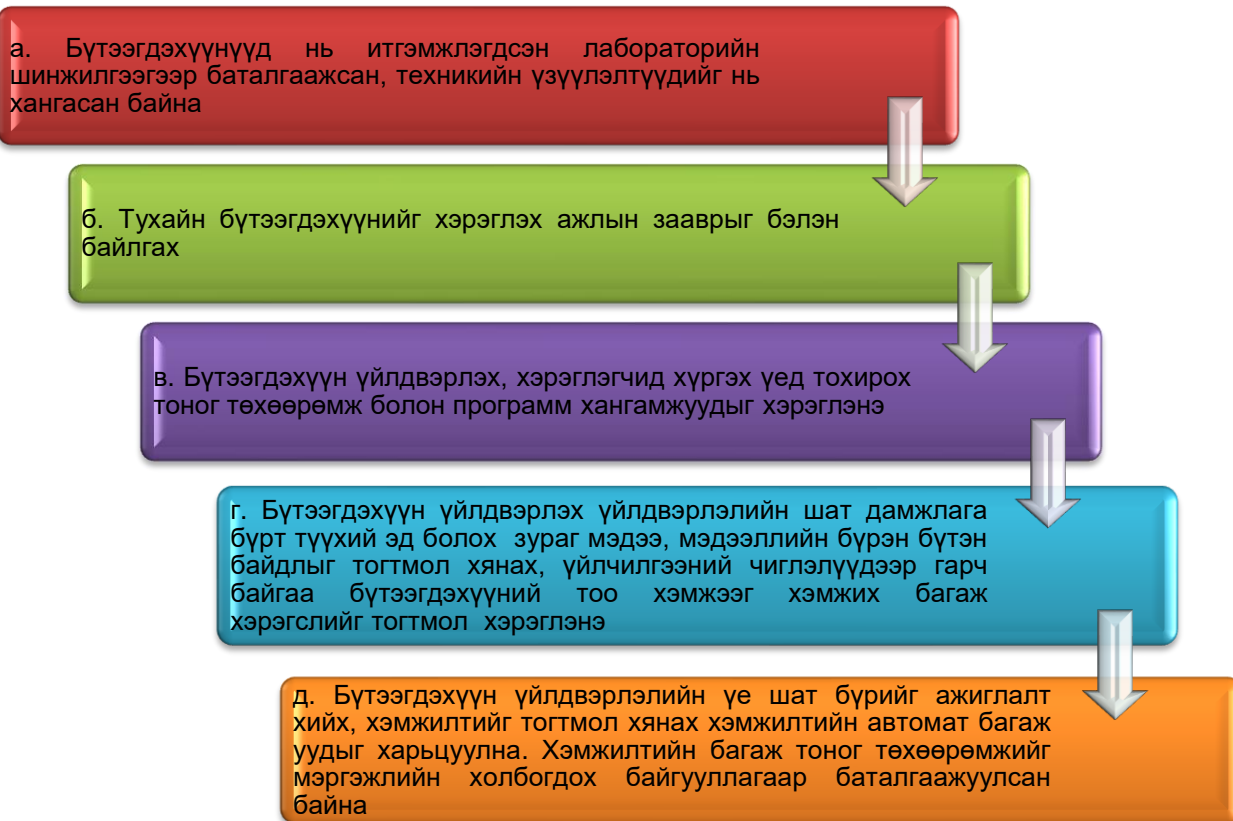 а. Бүтээгдэхүүнүүд нь итгэмжлэгдсэн лабораторийн
шинжилгээгээр баталгаажсан, техникийн үзүүлэлтүүдийг нь
хангасан байна
б. Тухайн бүтээгдэхүүнийг хэрэглэх ажлын зааврыг бэлэн
байлгах
в. Бүтээгдэхүүн үйлдвэрлэх, хэрэглэгчид хүргэх үед тохирох
тоног төхөөрөмж болон программ хангамжуудыг хэрэглэнэ
г. Бүтээгдэхүүн үйлдвэрлэх үйлдвэрлэлийн шат дамжлага
бүрт түүхий эд болох зураг мэдээ, мэдээллийн бүрэн бүтэн
байдлыг тогтмол хянах, үйлчилгээний чиглэлүүдээр гарч
байгаа бүтээгдэхүүний тоо хэмжээг хэмжих багаж
хэрэгслийг тогтмол хэрэглэнэ
д. Бүтээгдэхүүн үйлдвэрлэлийн үе шат бүрийг ажиглалт
хийх, хэмжилтийг тогтмол хянах хэмжилтийн автомат багаж
уудыг харьцуулна. Хэмжилтийн багаж тоног төхөөрөмжийг
мэргэжлийн холбогдох байгууллагаар баталгаажуулсан
байна